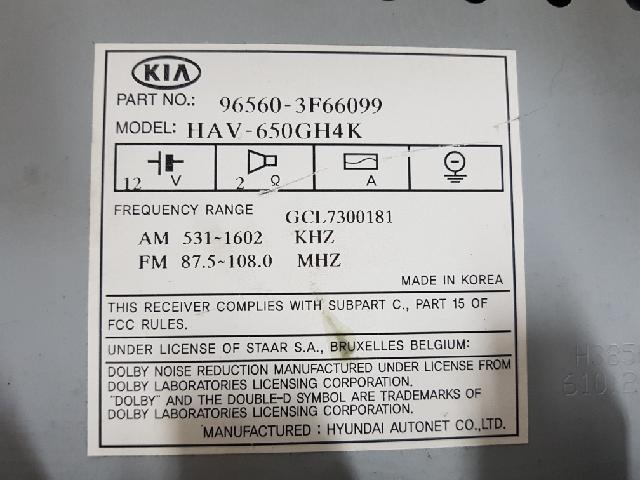 KIA
PART NO.: 96560-3F66099
MODEL: HAV-650GH4K
12 V 2 Ω A
FREQUENCY RANGE GCL7300181
AM 531~1602 KHZ
FM 87.5~108.0 MHZ
MADE IN KOREA
THIS RECEIVER COMPLIES WITH SUBPART C., PART 15 OF
FCC RULES.
UNDER LICENSE OF STAAR S.A., BRUXELLES BELGIUM:
DOLBY NOISE REDUCTION MANUFACTURED UNDER LICENSE FROM
DOLBY LABORATORIES LICENSING CORPORATION.
"DOLBY" AND THE DOUBLE-D SYMBOL ARE TRADEMARKS OF
DOLBY LABORATORIES LICENSING CORPORATION.
MANUFACTURED : HYUNDAI AUTONET CO.,LTD.